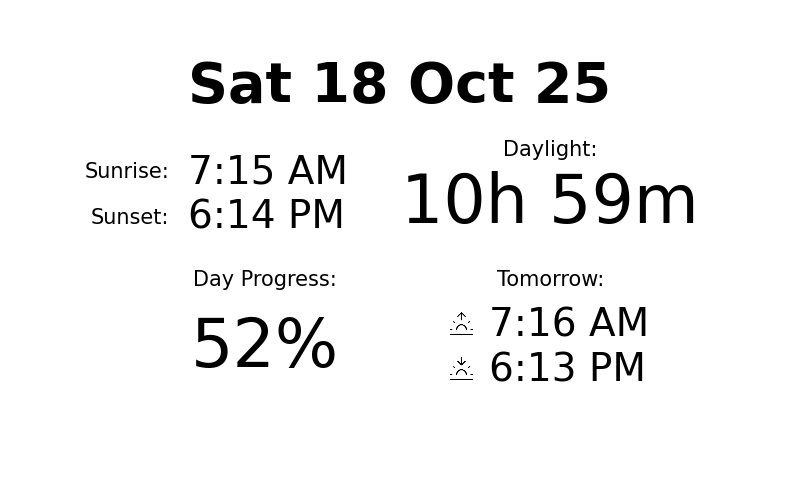 Sat 18 Oct 25
Sunrise: 7:15 AM
Sunset: 6:14 PM
Daylight:
10h 59m
Day Progress:
52%
Tomorrow:
7:16 AM
6:13 PM